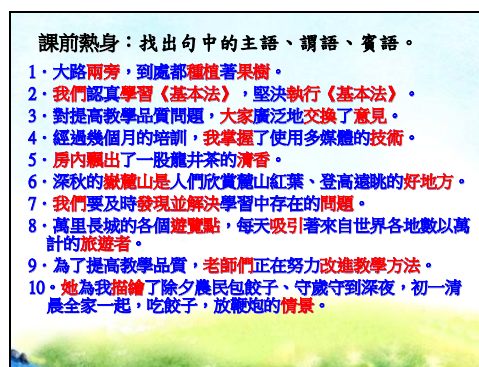 課前熱身：找出句中的主語、謂語、賓語。
1．大路兩旁，到處都種植著果樹。
2．我們認真學習《基本法》，堅決執行《基本法》。
3．對提高教學品質問題，大家廣泛地交換了意見。
4．經過幾個月的培訓，我掌握了使用多媒體的技術。
5．房內飄出了一股龍井茶的清香。
6．深秋的嶽麓山是人們欣賞麓山紅葉、登高遠眺的好地方。
7．我們要及時發現並解決學習中存在的問題。
8．萬里長城的各個遊覽點，每天吸引著來自世界各地數以萬
計的旅遊者。
9．為了提高教學品質，老師們正在努力改進教學方法。
10。她為我描繪了除夕農民包餃子、守歲守到深夜，初一清
晨全家一起，吃餃子，放鞭炮的情景。